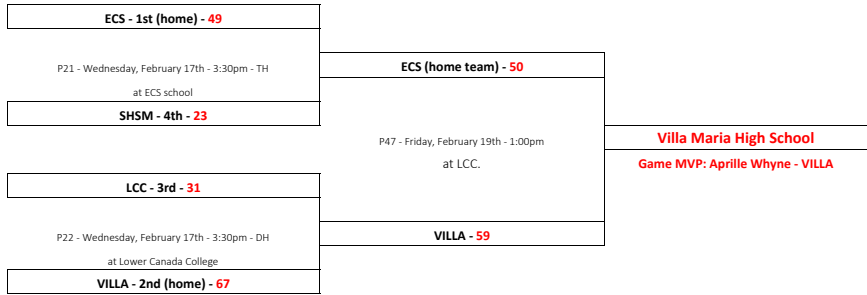 ECS - 1st (home) - 49
P21 - Wednesday, February 17th - 3:30pm - TH
at ECS school
SHSM - 4th - 23
ECS (home team) - 50
P47 - Friday, February 19th - 1:00pm
at LCC.
Villa Maria High School
Game MVP: Aprille Whyne - VILLA
LCC - 3rd - 31
P22 - Wednesday, February 17th - 3:30pm - DH
at Lower Canada College
VILLA - 2nd (home) - 67
VILLA - 59